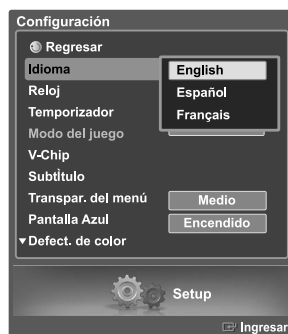 Configuración
Regresar
Idioma
English
Reloj
Español
Temporizador
Français
Modo del juego
V-Chip
SubtÌtulo
Transpar. del menú Medio
Pantalla Azul Encendido
▼Defect. de color
Setup
Ingresar